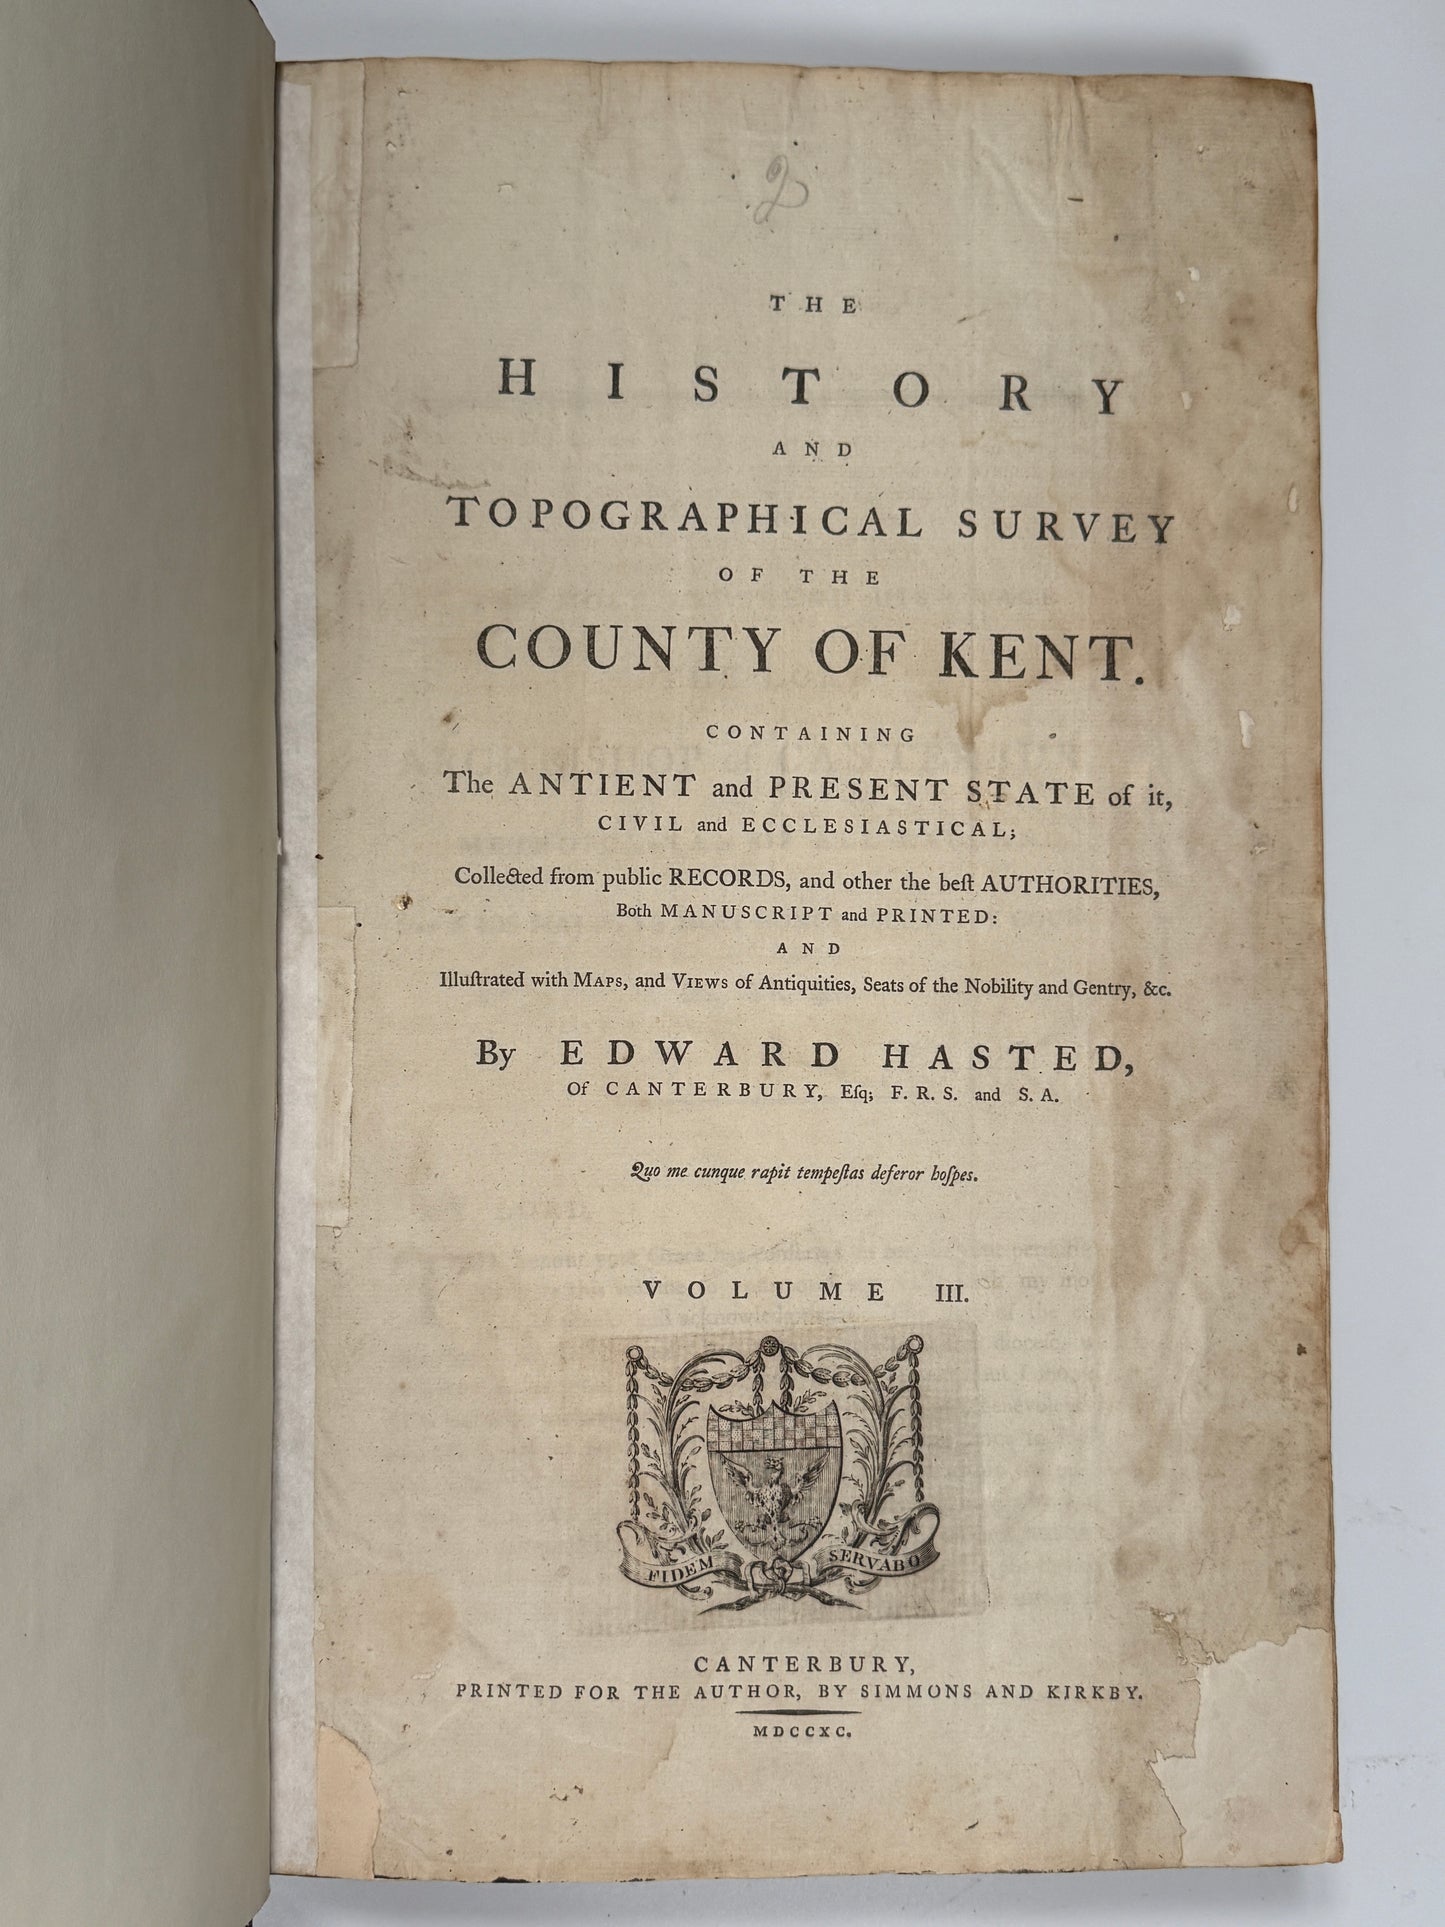 2
THE
HISTORY
AND
TOPOGRAPHICAL SURVEY
OF THE
COUNTY OF KENT.
CONTAINING
The ANTIENT and PRESENT STATE of it,
CIVIL and ECCLESIASTICAL;
Collected from public RECORDS, and other the beſt AUTHORITIES,
Both MANUSCRIPT and PRINTED:
AND
Illuſtrated with MAPS, and VIEWS of Antiquities, Seats of the Nobility and Gentry, &c.
By EDWARD HASTED,
Of CANTERBURY, Eſq; F. R. S. and S. A.
Quo me cunque rapit tempeſtas deferor hoſpes.
VOLUME III.
FIDEM SERVABO
CANTERBURY,
PRINTED FOR THE AUTHOR, BY SIMMONS AND KIRKBY.
MDCCXC.